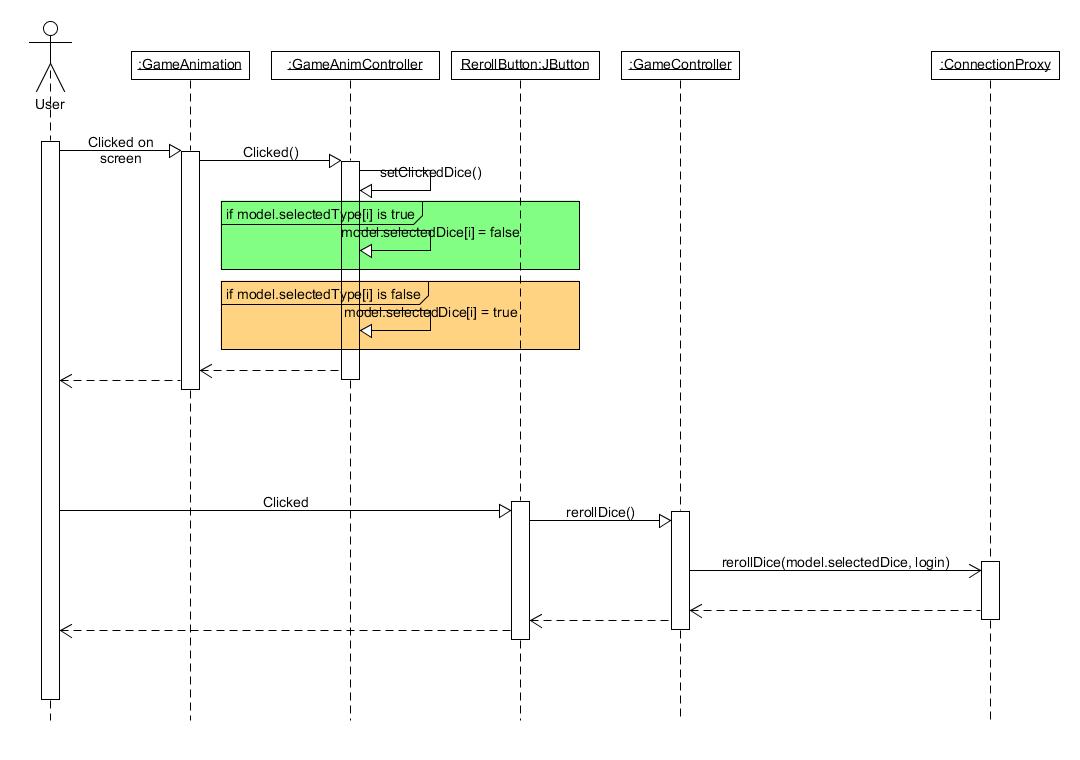 :GameAnimation
:GameAnimController
RerollButton:JButton
:GameController
:ConnectionProxy
User
Clicked on
screen
Clicked()
setClickedDice()
if model.selectedType[i] is true
model.selectedDice[i] = false
if model.selectedType[i] is false
model.selectedDice[i] = true
Clicked
rerollDice()
rerollDice(model.selectedDice, login)